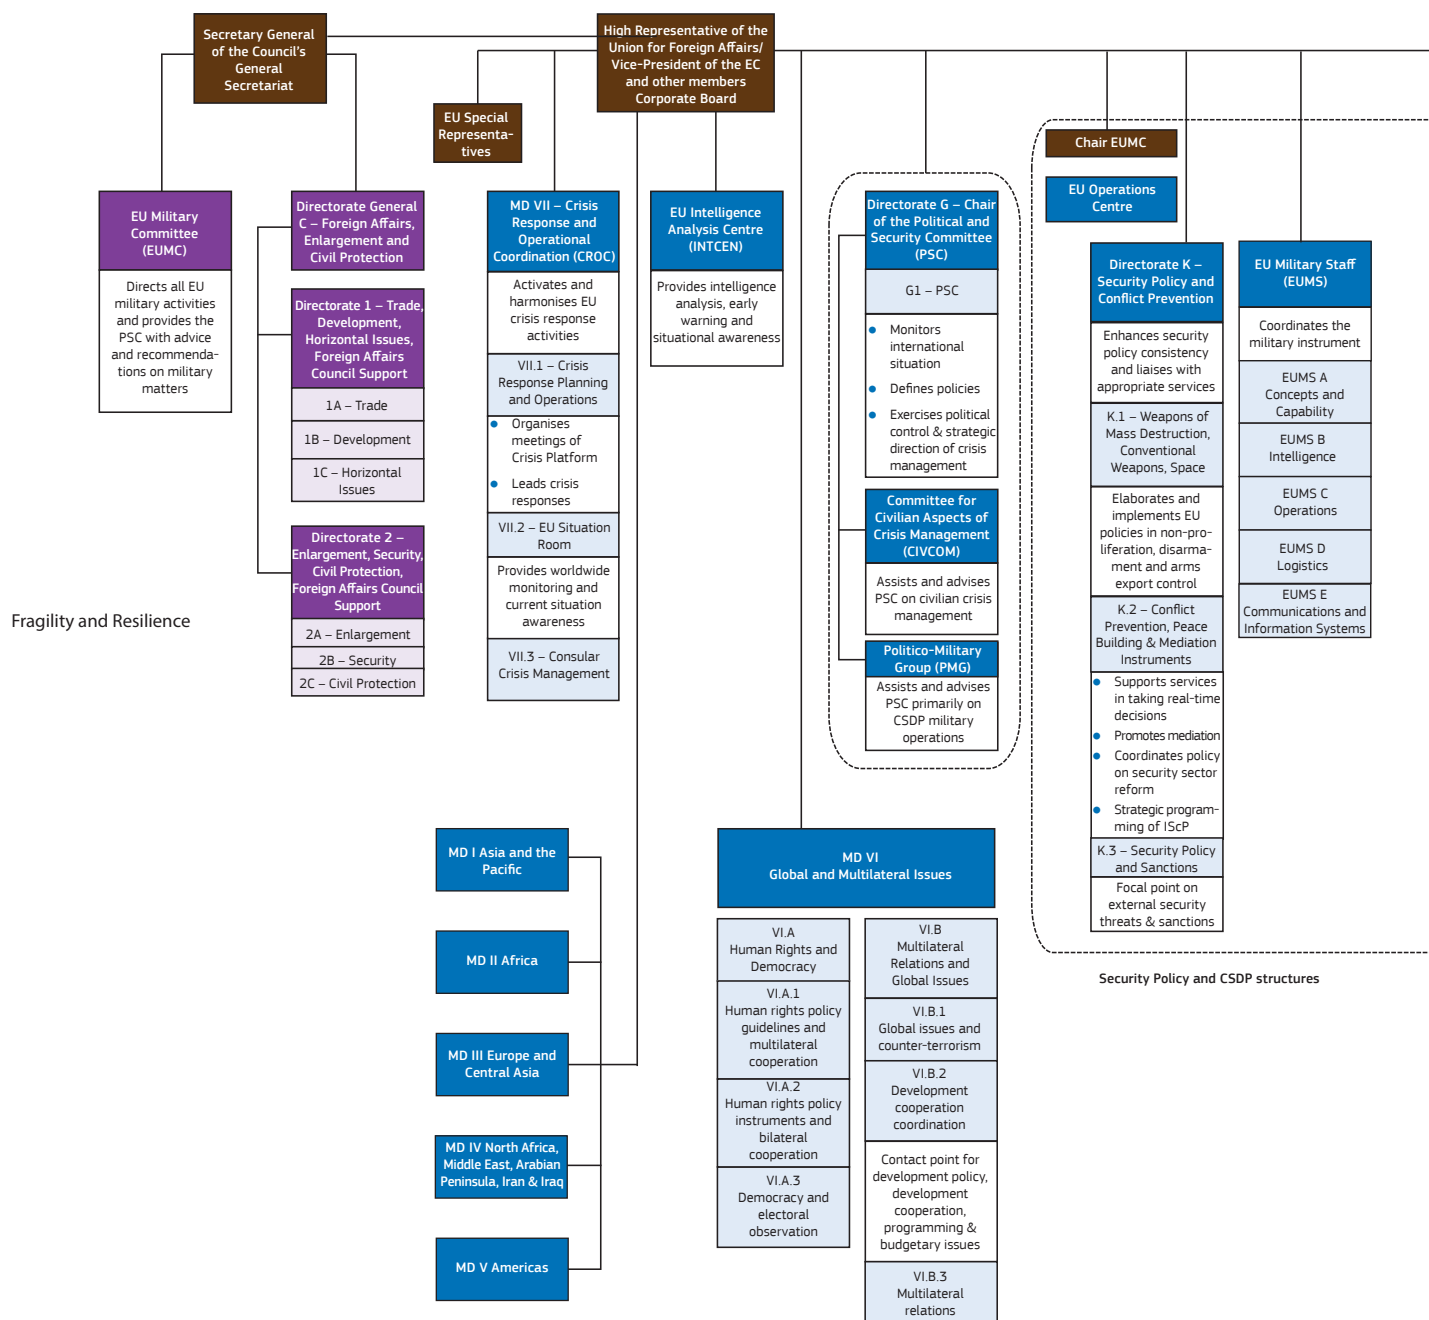 Secretary General
of the Council's
General
Secretariat
High Representative of the
Union for Foreign Affairs/
Vice-President of the EC
and other members
Corporate Board
EU Special
Representa-
tives
Chair EUMC
EU Operations
Centre
EU Military
Committee
(EUMC)
Directs all EU
military activities
and provides the
PSC with advice
and recommenda-
tions on military
matters
Directorate General
C – Foreign Affairs,
Enlargement and
Civil Protection
Directorate 1 – Trade,
Development,
Horizontal Issues,
Foreign Affairs
Council Support
1A – Trade
1B – Development
1C – Horizontal
Issues
Directorate 2 –
Enlargement, Security,
Civil Protection,
Foreign Affairs Council
Support
2A – Enlargement
2B – Security
2C – Civil Protection
Fragility and Resilience
MD VII – Crisis
Response and
Operational
Coordination (CROC)
Activates and
harmonises EU
crisis response
activities
VII.1 – Crisis
Response Planning
and Operations
● Organises
meetings of
Crisis Platform
● Leads crisis
responses
VII.2 – EU Situation
Room
Provides worldwide
monitoring and
current situation
awareness
VII.3 – Consular
Crisis Management
EU Intelligence
Analysis Centre
(INTCEN)
Provides intelligence
analysis, early
warning and
situational awareness
Directorate G – Chair
of the Political and
Security Committee
(PSC)
G1 – PSC
● Monitors
international
situation
● Defines policies
● Exercises political
control & strategic
direction of crisis
management
Committee for
Civilian Aspects of
Crisis Management
(CIVCOM)
Assists and advises
PSC on civilian crisis
management
Politico-Military
Group (PMG)
Assists and advises
PSC primarily on
CSDP military
operations
Directorate K –
Security Policy and
Conflict Prevention
Enhances security
policy consistency
and liaises with
appropriate services
K.1 – Weapons of
Mass Destruction,
Conventional
Weapons, Space
Elaborates and
implements EU
policies in non-pro-
liferation, disarma-
ment and arms
export control
K.2 – Conflict
Prevention, Peace
Building & Mediation
Instruments
● Supports services
in taking real-time
decisions
● Promotes mediation
● Coordinates policy
on security sector
reform
● Strategic program-
ming of IScP
K.3 – Security Policy
and Sanctions
Focal point on
external security
threats & sanctions
EU Military Staff
(EUMS)
Coordinates the
military instrument
EUMS A
Concepts and
Capability
EUMS B
Intelligence
EUMS C
Operations
EUMS D
Logistics
EUMS E
Communications and
Information Systems
Security Policy and CSDP structures
MD I Asia and the
Pacific
MD II Africa
MD III Europe and
Central Asia
MD IV North Africa,
Middle East, Arabian
Peninsula, Iran & Iraq
MD V Americas
MD VI
Global and Multilateral Issues
VI.A
Human Rights and
Democracy
VI.A.1
Human rights policy
guidelines and
multilateral
cooperation
VI.A.2
Human rights policy
instruments and
bilateral
cooperation
VI.A.3
Democracy and
electoral
observation
VI.B
Multilateral
Relations and
Global Issues
VI.B.1
Global issues and
counter-terrorism
VI.B.2
Development
cooperation
coordination
Contact point for
development policy,
development
cooperation,
programming &
budgetary issues
VI.B.3
Multilateral
relations